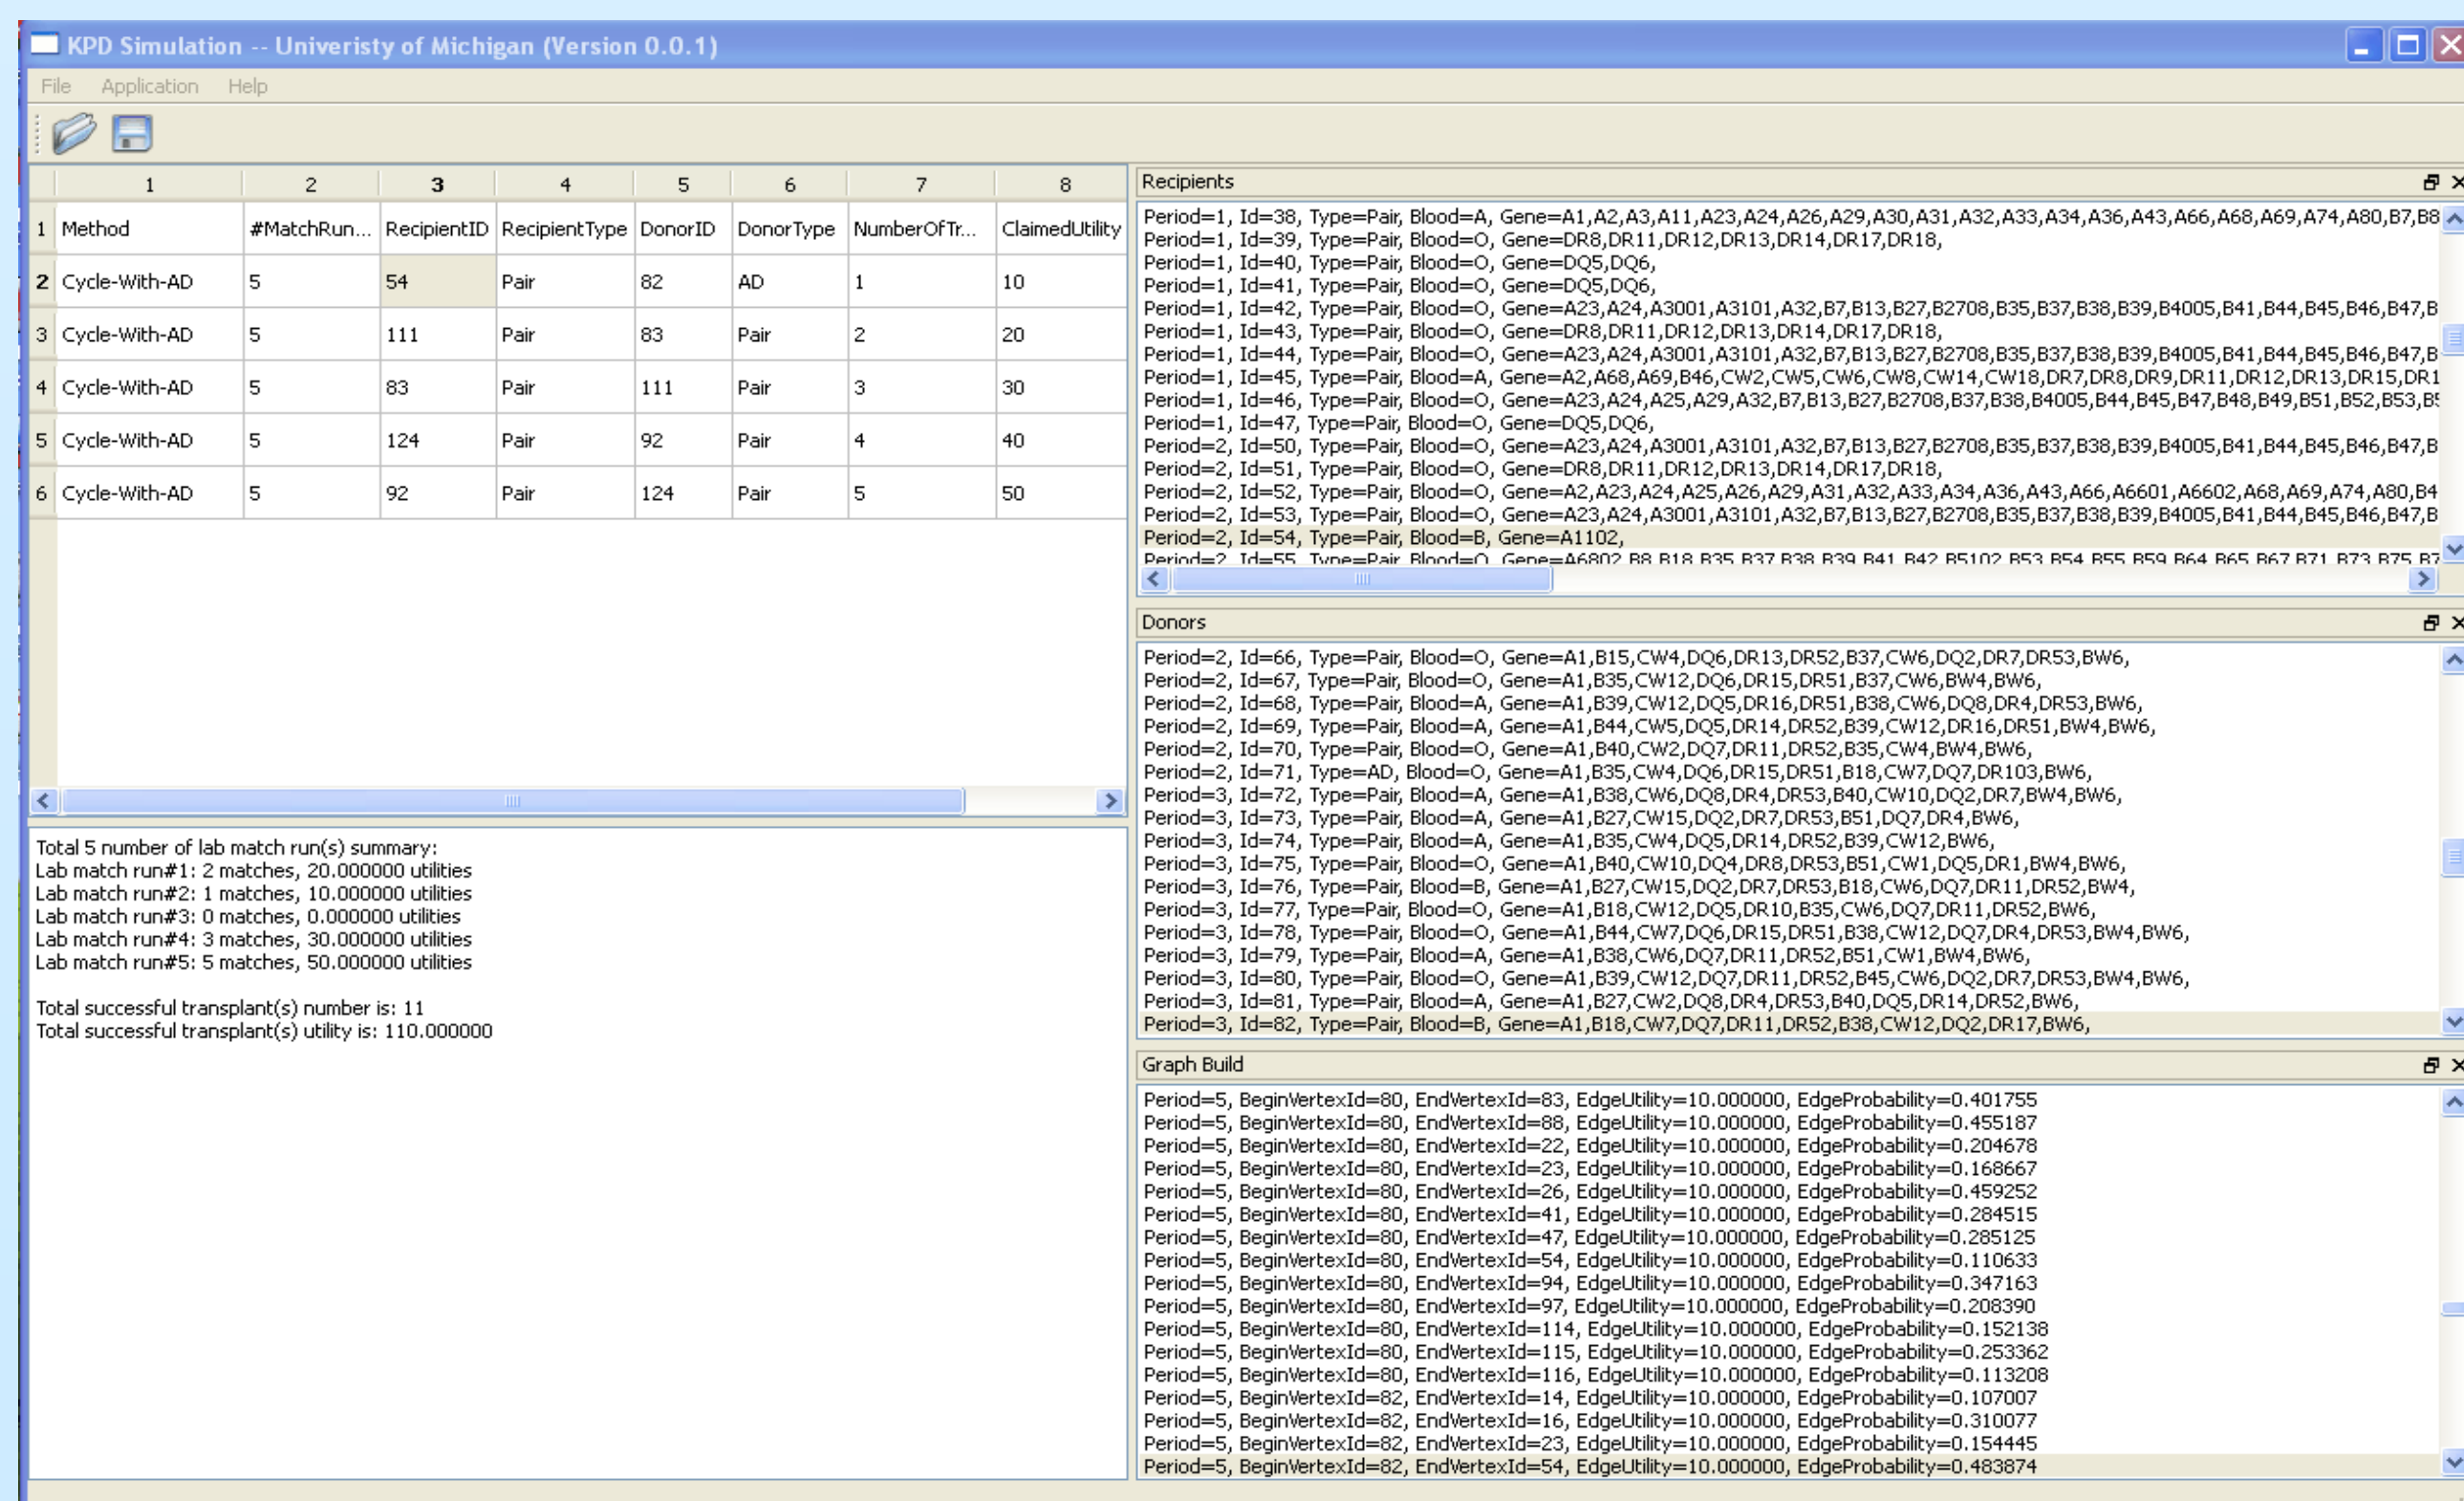 KPD Simulation -- Univeristy of Michigan (Version 0.0.1)
File Application Help
1 2 3 4 5 6 7 8
1 Method #MatchRun... RecipientID RecipientType DonorID DonorType NumberOfTr... ClaimedUtility
2 Cycle-With-AD 5 54 Pair 82 AD 1 10
3 Cycle-With-AD 5 111 Pair 83 Pair 2 20
4 Cycle-With-AD 5 83 Pair 111 Pair 3 30
5 Cycle-With-AD 5 124 Pair 92 Pair 4 40
6 Cycle-With-AD 5 92 Pair 124 Pair 5 50
Total 5 number of lab match run(s) summary:
Lab match run#1: 2 matches, 20.000000 utilities
Lab match run#2: 1 matches, 10.000000 utilities
Lab match run#3: 0 matches, 0.000000 utilities
Lab match run#4: 3 matches, 30.000000 utilities
Lab match run#5: 5 matches, 50.000000 utilities
Total successful transplant(s) number is: 11
Total successful transplant(s) utility is: 110.000000
Recipients
Period=1, Id=38, Type=Pair, Blood=A, Gene=A1,A2,A3,A11,A23,A24,A26,A29,A30,A31,A32,A33,A34,A36,A43,A66,A68,A69,A74,A80,B7,B8
Period=1, Id=39, Type=Pair, Blood=O, Gene=DR8,DR11,DR12,DR13,DR14,DR17,DR18,
Period=1, Id=40, Type=Pair, Blood=O, Gene=DQ5,DQ6,
Period=1, Id=41, Type=Pair, Blood=O, Gene=DQ5,DQ6,
Period=1, Id=42, Type=Pair, Blood=O, Gene=A23,A24,A3001,A3101,A32,B7,B13,B27,B2708,B35,B37,B38,B39,B4005,B41,B44,B45,B46,B47,B
Period=1, Id=43, Type=Pair, Blood=O, Gene=DR8,DR11,DR12,DR13,DR14,DR17,DR18,
Period=1, Id=44, Type=Pair, Blood=O, Gene=A23,A24,A3001,A3101,A32,B7,B13,B27,B2708,B35,B37,B38,B39,B4005,B41,B44,B45,B46,B47,B
Period=1, Id=45, Type=Pair, Blood=A, Gene=A2,A68,A69,B46,CW2,CW5,CW6,CW8,CW14,CW18,DR7,DR8,DR9,DR11,DR12,DR13,DR15,DR1
Period=1, Id=46, Type=Pair, Blood=O, Gene=A23,A24,A25,A29,A32,B7,B13,B27,B2708,B37,B38,B4005,B44,B45,B47,B48,B49,B51,B52,B53,B5
Period=1, Id=47, Type=Pair, Blood=O, Gene=DQ5,DQ6,
Period=2, Id=50, Type=Pair, Blood=O, Gene=A23,A24,A3001,A3101,A32,B7,B13,B27,B2708,B35,B37,B38,B39,B4005,B41,B44,B45,B46,B47,B
Period=2, Id=51, Type=Pair, Blood=O, Gene=DR8,DR11,DR12,DR13,DR14,DR17,DR18,
Period=2, Id=52, Type=Pair, Blood=O, Gene=A2,A23,A24,A25,A26,A29,A31,A32,A33,A34,A36,A43,A66,A6601,A6602,A68,A69,A74,A80,B4
Period=2, Id=53, Type=Pair, Blood=O, Gene=A23,A24,A3001,A3101,A32,B7,B13,B27,B2708,B35,B37,B38,B39,B4005,B41,B44,B45,B46,B47,B
Period=2, Id=54, Type=Pair, Blood=B, Gene=A1102,
Period=2, Id=55, Type=Pair, Blood=O, Gene=A6802,B8,B18,B35,B37,B38,B39,B41,B42,B5102,B53,B54,B55,B59,B64,B65,B67,B71,B73,B75,B7
Donors
Period=2, Id=66, Type=Pair, Blood=O, Gene=A1,B15,CW4,DQ6,DR13,DR52,B37,CW6,DQ2,DR7,DR53,BW6,
Period=2, Id=67, Type=Pair, Blood=O, Gene=A1,B35,CW12,DQ6,DR15,DR51,B37,CW6,BW4,BW6,
Period=2, Id=68, Type=Pair, Blood=A, Gene=A1,B39,CW12,DQ5,DR16,DR51,B38,CW6,DQ8,DR4,DR53,BW6,
Period=2, Id=69, Type=Pair, Blood=A, Gene=A1,B44,CW5,DQ5,DR14,DR52,B39,CW12,DR16,DR51,BW4,BW6,
Period=2, Id=70, Type=Pair, Blood=O, Gene=A1,B40,CW2,DQ7,DR11,DR52,B35,CW4,BW4,BW6,
Period=2, Id=71, Type=AD, Blood=O, Gene=A1,B35,CW4,DQ6,DR15,DR51,B18,CW7,DQ7,DR103,BW6,
Period=3, Id=72, Type=Pair, Blood=A, Gene=A1,B38,CW6,DQ8,DR4,DR53,B40,CW10,DQ2,DR7,BW4,BW6,
Period=3, Id=73, Type=Pair, Blood=A, Gene=A1,B27,CW15,DQ2,DR7,DR53,B51,DQ7,DR4,BW6,
Period=3, Id=74, Type=Pair, Blood=A, Gene=A1,B35,CW4,DQ5,DR14,DR52,B39,CW12,BW6,
Period=3, Id=75, Type=Pair, Blood=O, Gene=A1,B40,CW10,DQ4,DR8,DR53,B51,CW1,DQ5,DR1,BW4,BW6,
Period=3, Id=76, Type=Pair, Blood=B, Gene=A1,B27,CW15,DQ2,DR7,DR53,B18,CW6,DQ7,DR11,DR52,BW4,
Period=3, Id=77, Type=Pair, Blood=O, Gene=A1,B18,CW12,DQ5,DR10,B35,CW6,DQ7,DR11,DR52,BW6,
Period=3, Id=78, Type=Pair, Blood=O, Gene=A1,B44,CW7,DQ6,DR15,DR51,B38,CW12,DQ7,DR4,DR53,BW4,BW6,
Period=3, Id=79, Type=Pair, Blood=A, Gene=A1,B38,CW6,DQ7,DR11,DR52,B51,CW1,BW4,BW6,
Period=3, Id=80, Type=Pair, Blood=O, Gene=A1,B39,CW12,DQ7,DR11,DR52,B45,CW6,DQ2,DR7,DR53,BW4,BW6,
Period=3, Id=81, Type=Pair, Blood=A, Gene=A1,B27,CW2,DQ8,DR4,DR53,B40,DQ5,DR14,DR52,BW6,
Period=3, Id=82, Type=Pair, Blood=B, Gene=A1,B18,CW7,DQ7,DR11,DR52,B38,CW12,DQ2,DR17,BW6,
Graph Build
Period=5, BeginVertexId=80, EndVertexId=83, EdgeUtility=10.000000, EdgeProbability=0.401755
Period=5, BeginVertexId=80, EndVertexId=88, EdgeUtility=10.000000, EdgeProbability=0.455187
Period=5, BeginVertexId=80, EndVertexId=22, EdgeUtility=10.000000, EdgeProbability=0.204678
Period=5, BeginVertexId=80, EndVertexId=23, EdgeUtility=10.000000, EdgeProbability=0.168667
Period=5, BeginVertexId=80, EndVertexId=26, EdgeUtility=10.000000, EdgeProbability=0.459252
Period=5, BeginVertexId=80, EndVertexId=41, EdgeUtility=10.000000, EdgeProbability=0.284515
Period=5, BeginVertexId=80, EndVertexId=47, EdgeUtility=10.000000, EdgeProbability=0.285125
Period=5, BeginVertexId=80, EndVertexId=54, EdgeUtility=10.000000, EdgeProbability=0.110633
Period=5, BeginVertexId=80, EndVertexId=94, EdgeUtility=10.000000, EdgeProbability=0.347163
Period=5, BeginVertexId=80, EndVertexId=97, EdgeUtility=10.000000, EdgeProbability=0.208390
Period=5, BeginVertexId=80, EndVertexId=114, EdgeUtility=10.000000, EdgeProbability=0.152138
Period=5, BeginVertexId=80, EndVertexId=115, EdgeUtility=10.000000, EdgeProbability=0.253362
Period=5, BeginVertexId=80, EndVertexId=116, EdgeUtility=10.000000, EdgeProbability=0.113208
Period=5, BeginVertexId=82, EndVertexId=14, EdgeUtility=10.000000, EdgeProbability=0.107007
Period=5, BeginVertexId=82, EndVertexId=16, EdgeUtility=10.000000, EdgeProbability=0.310077
Period=5, BeginVertexId=82, EndVertexId=23, EdgeUtility=10.000000, EdgeProbability=0.154445
Period=5, BeginVertexId=82, EndVertexId=54, EdgeUtility=10.000000, EdgeProbability=0.483874